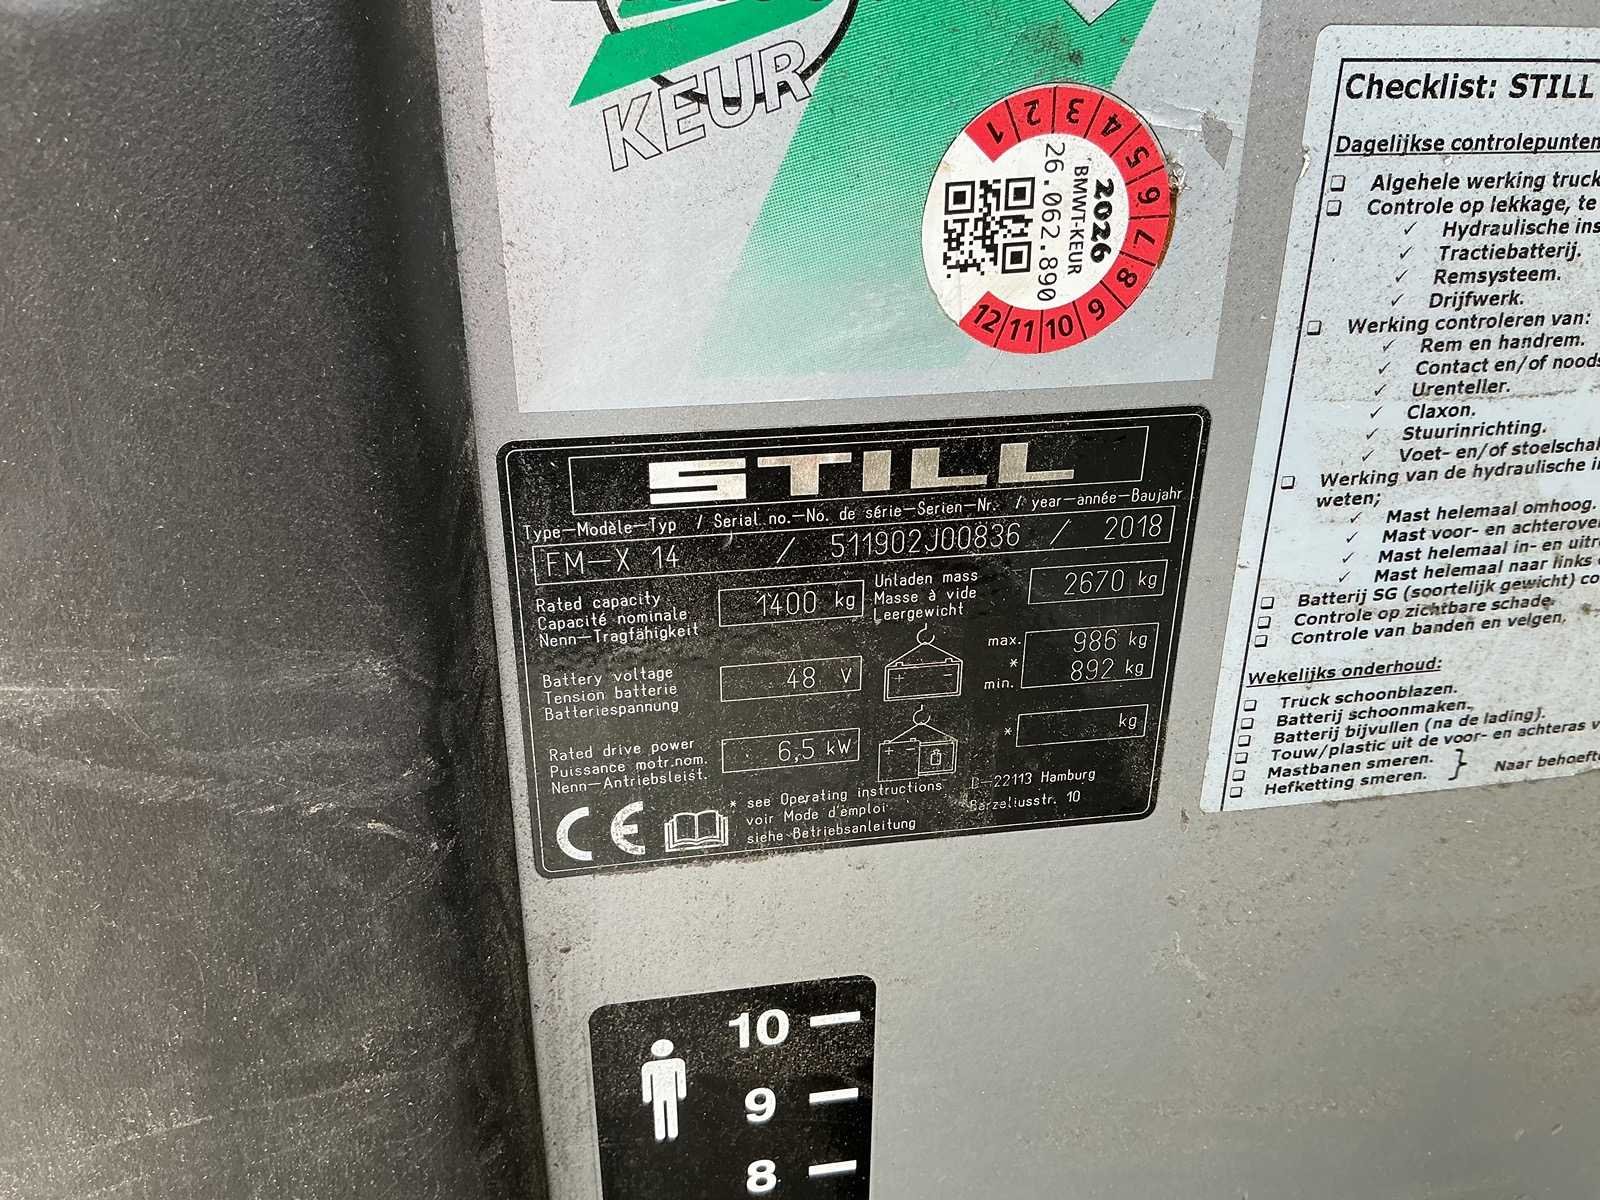 KEUR
1 2 3 4 5 6 7 8 9 10 11 12
2026
BMWT-KEUR
26.062.890
STILL
Type–Modèle–Typ / Serial no.–No. de série–Serien–Nr. / year–année–Baujahr
FM–X 14 / 511902J00836 / 2018
Rated capacity
Capacité nominale
Nenn–Tragfähigkeit
1400 kg
Unladen mass
Masse à vide
Leergewicht
2670 kg
Battery voltage
Tension batterie
Batteriespannung
48 V
max. 986 kg
*
min. 892 kg
Rated drive power
Puissance motr.nom.
Nenn–Antriebsleist.
6,5 kW
* kg
CE
* see Operating instructions
voir Mode d'emploi
siehe Betriebsanleitung
D–22113 Hamburg
Berzeliusstr. 10
10
9
8
Checklist: STILL
Dagelijkse controlepunten
❑ Algehele werking truck
❑ Controle op lekkage, te
✓ Hydraulische
✓ Tractiebatterij.
✓ Remsysteem.
✓ Drijfwerk.
❑ Werking controleren van:
✓ Rem en handrem.
✓ Contact en/of
✓ Urenteller.
✓ Claxon.
✓ Stuurinrichting.
✓ Voet- en/of
❑ Werking van de hydraulische
weten;
✓ Mast helemaal omhoog.
✓ Mast voor- en
✓ Mast helemaal in- en
✓ Mast helemaal naar links
❑ Batterij SG (soortelijk gewicht)
❑ Controle op zichtbare schade.
❑ Controle van banden en velgen.
Wekelijks onderhoud:
❑ Truck schoonblazen.
❑ Batterij schoonmaken.
❑ Batterij bijvullen (na de lading).
❑ Touw/plastic uit de voor- en achteras
❑ Mastbanen smeren.
❑ Hefketting smeren.
} Naar